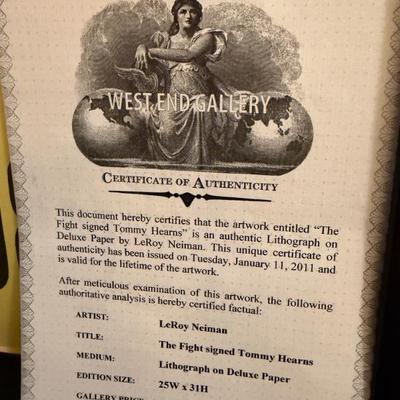 WEST END GALLERY
CERTIFICATE OF AUTHENTICITY
This document hereby certifies that the artwork entitled "The
Fight signed Tommy Hearns" is an authentic Lithograph on
Deluxe Paper by LeRoy Neiman. This unique certificate of
authenticity has been issued on Tuesday, January 11, 2011 and
is valid for the lifetime of the artwork.
After meticulous examination of this artwork, the following
authoritative analysis is hereby certified factual:
ARTIST: LeRoy Neiman
TITLE: The Fight signed Tommy Hearns
MEDIUM: Lithograph on Deluxe Paper
EDITION SIZE: 25W x 31H
GALLERY PRICE